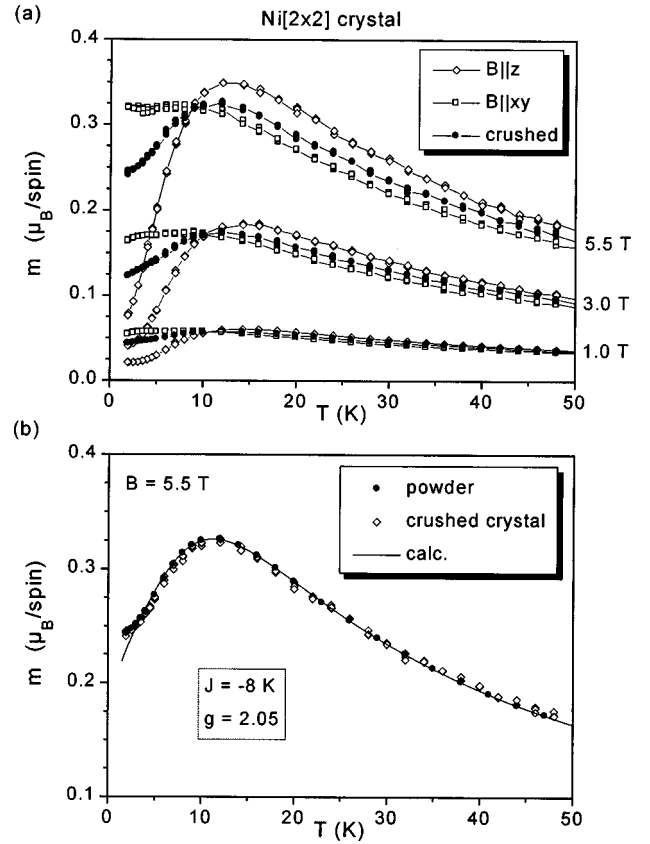 (a)
Ni[2x2] crystal
B||z
B||xy
crushed
0.4
0.3
0.2
0.1
0.0
m (μB/spin)
5.5 T
3.0 T
1.0 T
0 10 20 30 40 50
T (K)
(b)
B = 5.5 T
powder
crushed crystal
calc.
0.4
0.3
0.2
0.1
m (μB/spin)
J = -8 K
g = 2.05
0 10 20 30 40 50
T (K)